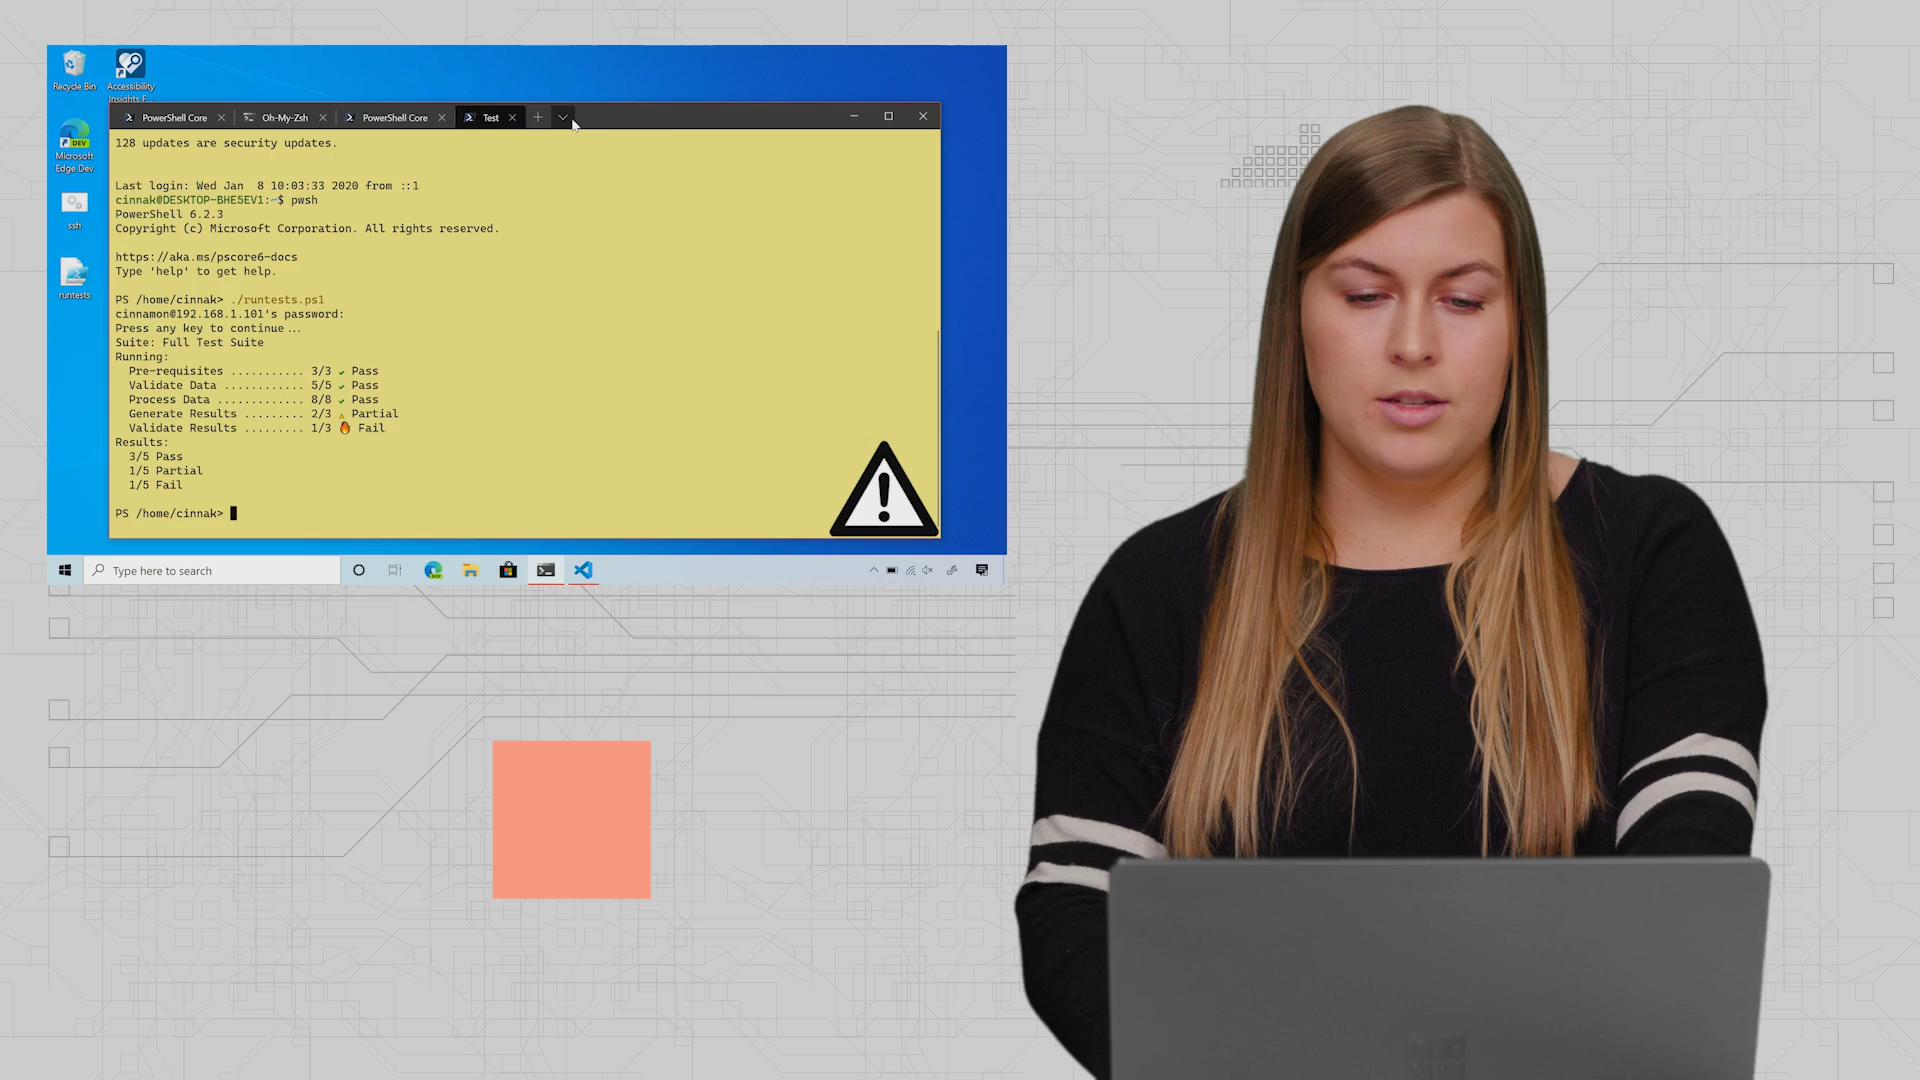 Recycle Bin
Accessibility
Insights F...
Microsoft
Edge Dev
DEV
ssh
runtests
PowerShell Core
Oh-My-Zsh
PowerShell Core
Test
128 updates are security updates.
Last login: Wed Jan  8 10:03:33 2020 from ::1
cinnak@DESKTOP-BHE5EV1:~$ pwsh
PowerShell 6.2.3
Copyright (c) Microsoft Corporation. All rights reserved.
https://aka.ms/pscore6-docs
Type 'help' to get help.
PS /home/cinnak> ./runtests.ps1
cinnamon@192.168.1.101's password:
Press any key to continue...
Suite: Full Test Suite
Running:
Pre-requisites ........... 3/3 ✓ Pass
Validate Data ............ 5/5 ✓ Pass
Process Data ............. 8/8 ✓ Pass
Generate Results ......... 2/3 ⚠ Partial
Validate Results ......... 1/3 🔥 Fail
Results:
3/5 Pass
1/5 Partial
1/5 Fail
PS /home/cinnak>
Type here to search